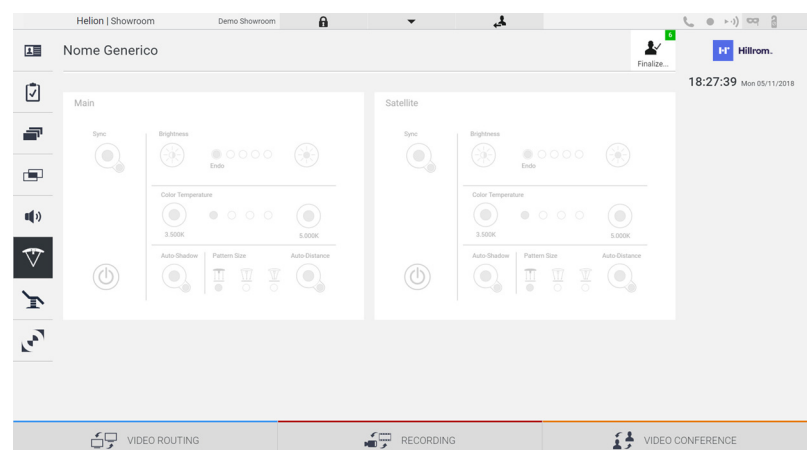 Helion | Showroom
Demo Showroom
Nome Generico
6
Finalize...
H-r Hillrom.
18:27:39 Mon 05/11/2018
Main
Sync
Brightness
Endo
Color Temperature
3.500K
5.000K
Auto-Shadow
Pattern Size
Auto-Distance
Satellite
Sync
Brightness
Endo
Color Temperature
3.500K
5.000K
Auto-Shadow
Pattern Size
Auto-Distance
VIDEO ROUTING
RECORDING
VIDEO CONFERENCE